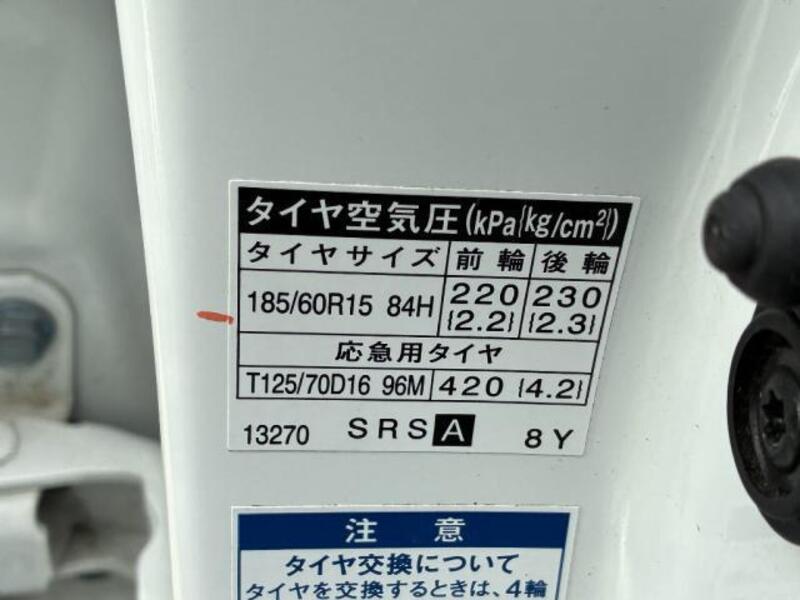 タイヤ空気圧(kPa{kg/cm²})
タイヤサイズ 前輪 後輪
185/60R15 84H 220 230
{2.2} {2.3}
応急用タイヤ
T125/70D16 96M 420 {4.2}
13270 SRS A 8Y
注意
タイヤ交換について
タイヤを交換するときは、4輪